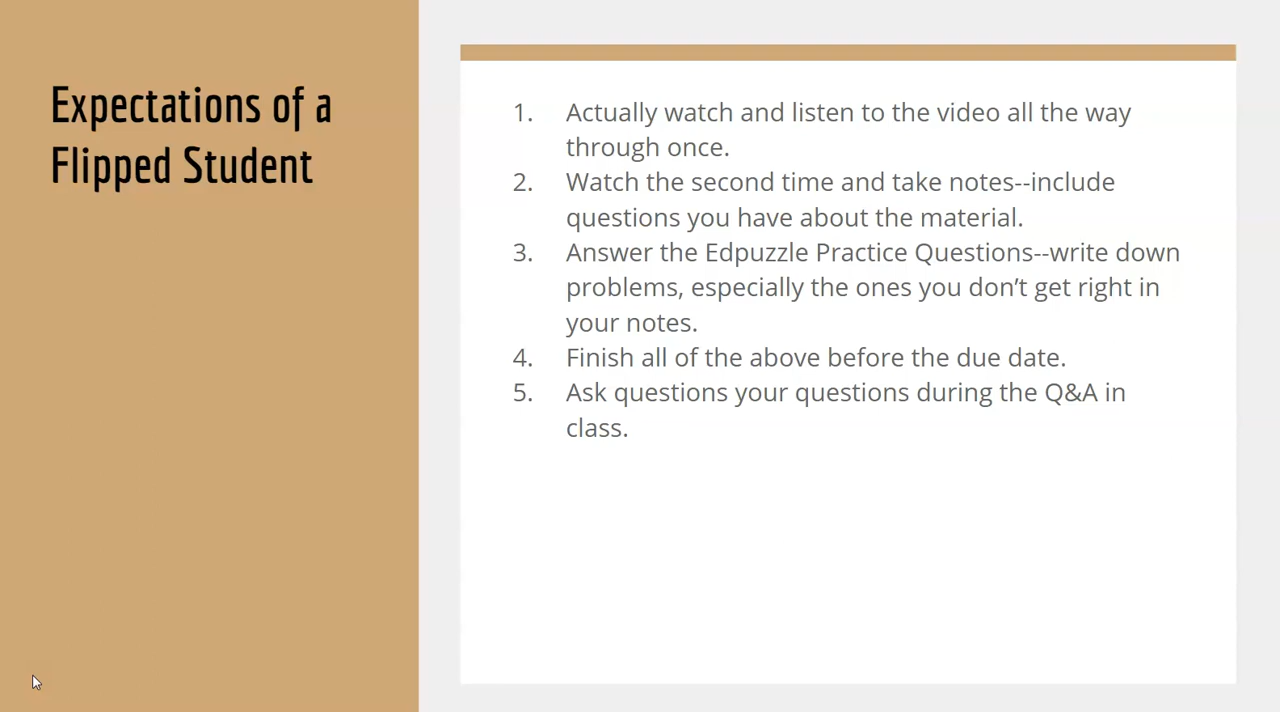 Expectations of a
Flipped Student
1. Actually watch and listen to the video all the way
through once.
2. Watch the second time and take notes--include
questions you have about the material.
3. Answer the Edpuzzle Practice Questions--write down
problems, especially the ones you don’t get right in
your notes.
4. Finish all of the above before the due date.
5. Ask questions your questions during the Q&A in
class.